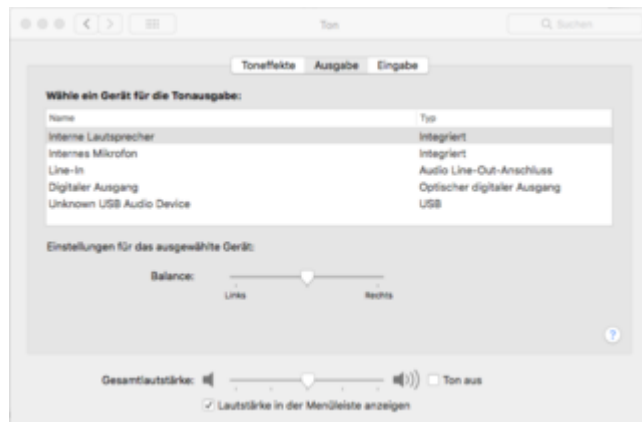 Ton
Suchen
Toneffekte Ausgabe Eingabe
Wähle ein Gerät für die Tonausgabe:
Name Typ
Interne Lautsprecher Integriert
Internes Mikrofon Integriert
Line-In Audio Line-Out-Anschluss
Digitaler Ausgang Optischer digitaler Ausgang
Unknown USB Audio Device USB
Einstellungen für das ausgewählte Gerät:
Balance:
Links Rechts
?
Gesamtlautstärke: Ton aus
Lautstärke in der Menüleiste anzeigen